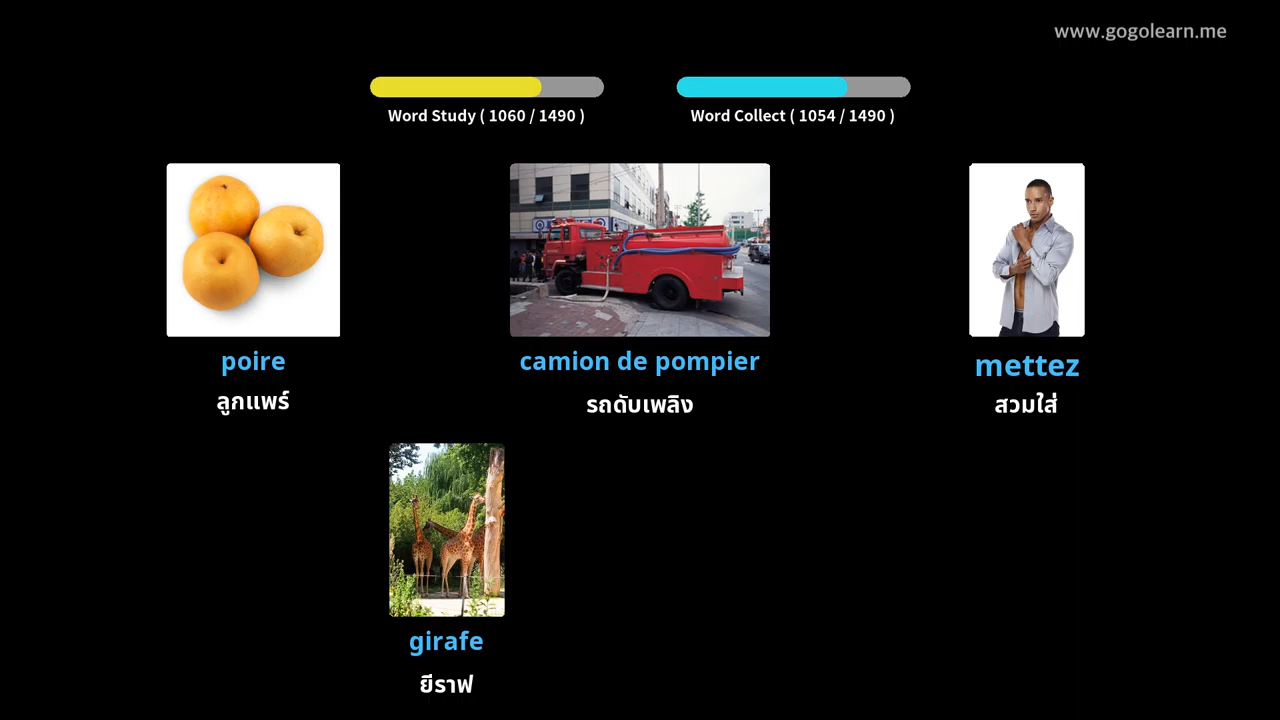 www.gogolearn.me
Word Study ( 1060 / 1490 )
Word Collect ( 1054 / 1490 )
poire
ลูกแพร์
camion de pompier
รถดับเพลิง
mettez
สวมใส่
girafe
ยีราฟ